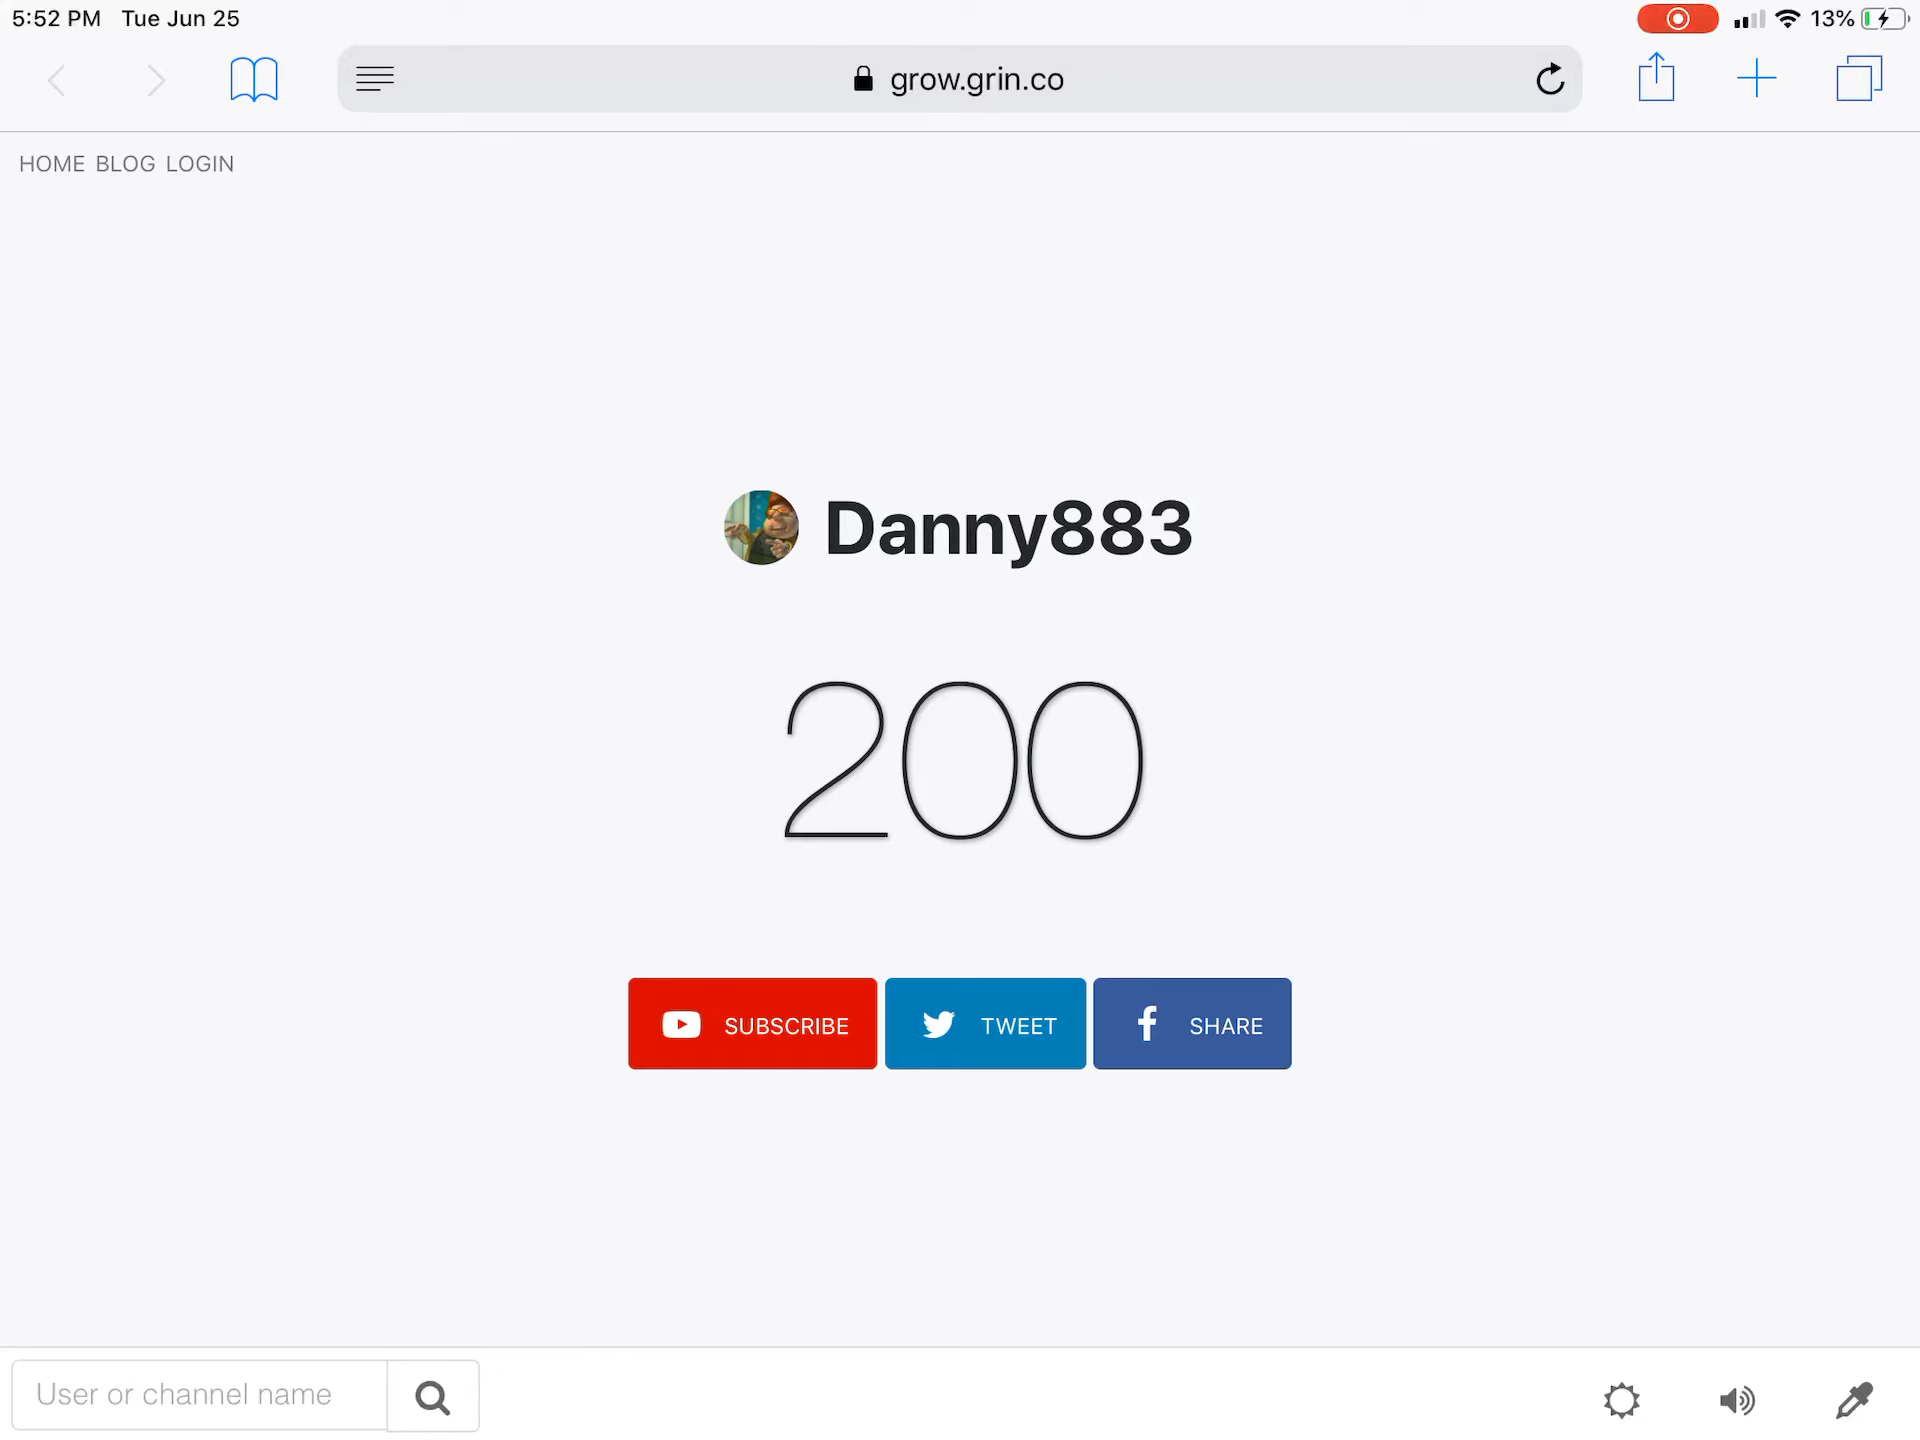 5:52 PM Tue Jun 25 13%
grow.grin.co
HOME BLOG LOGIN
Danny883
200
SUBSCRIBE TWEET SHARE
User or channel name